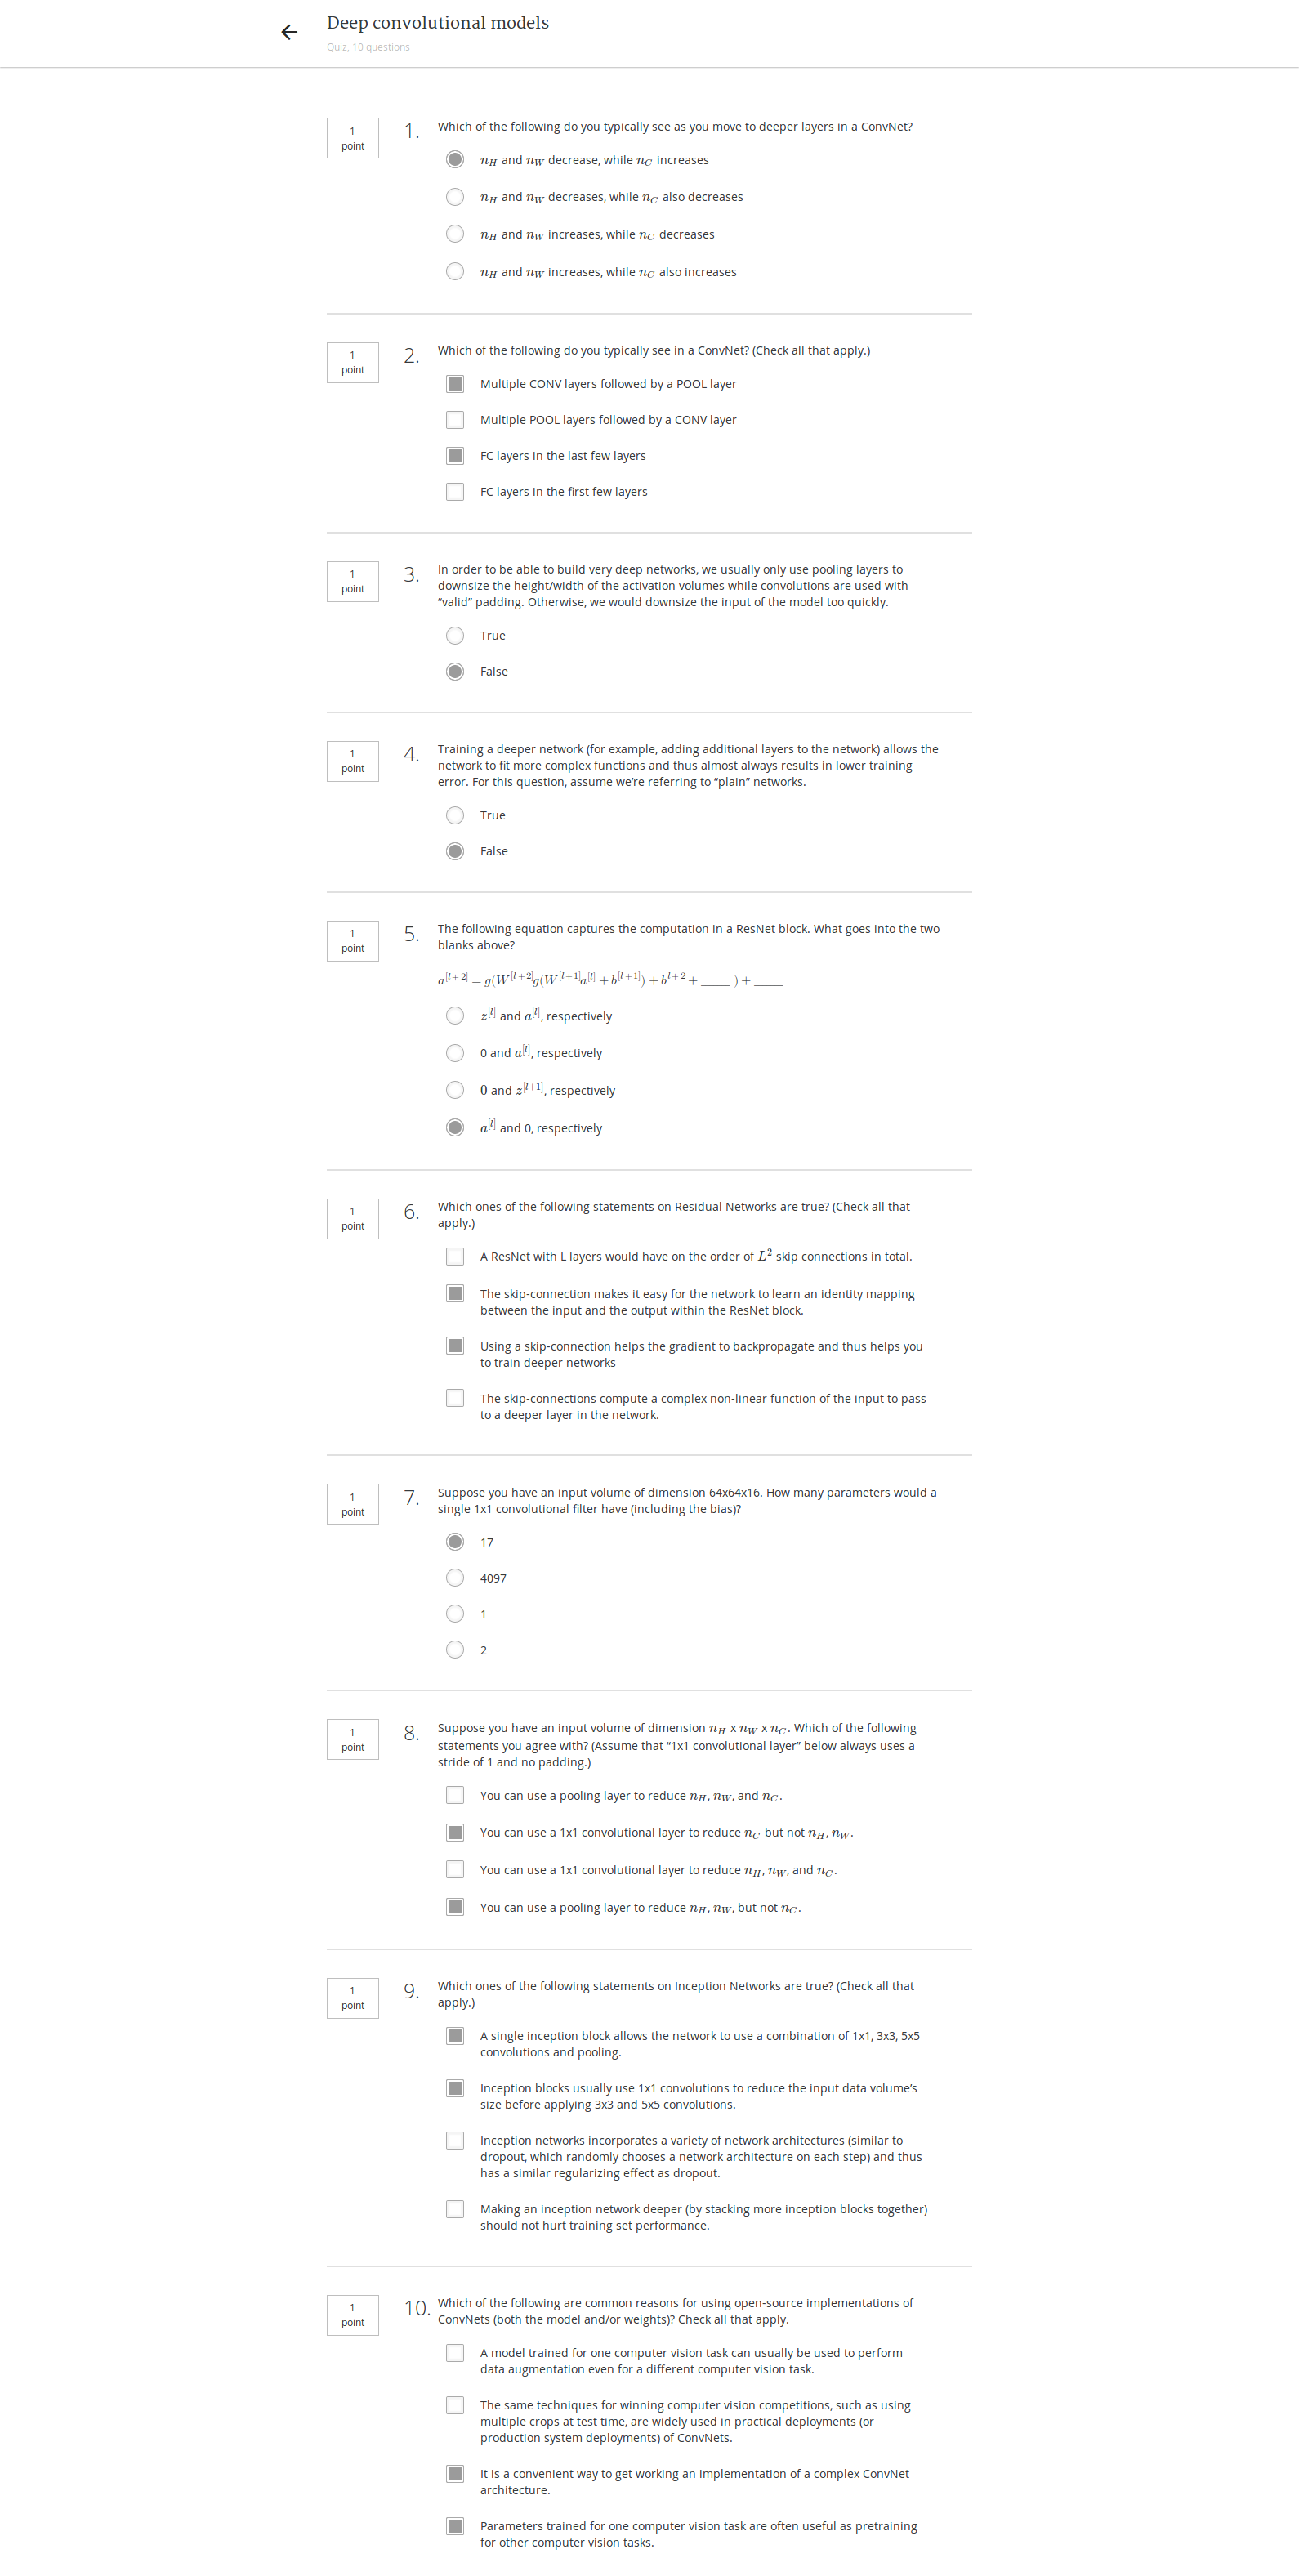 Deep convolutional models
Quiz, 10 questions
1
point
1.
Which of the following do you typically see as you move to deeper layers in a ConvNet?
n_H and n_W decrease, while n_C increases
n_H and n_W decreases, while n_C also decreases
n_H and n_W increases, while n_C decreases
n_H and n_W increases, while n_C also increases
1
point
2.
Which of the following do you typically see in a ConvNet? (Check all that apply.)
Multiple CONV layers followed by a POOL layer
Multiple POOL layers followed by a CONV layer
FC layers in the last few layers
FC layers in the first few layers
1
point
3.
In order to be able to build very deep networks, we usually only use pooling layers to
downsize the height/width of the activation volumes while convolutions are used with
“valid” padding. Otherwise, we would downsize the input of the model too quickly.
True
False
1
point
4.
Training a deeper network (for example, adding additional layers to the network) allows the
network to fit more complex functions and thus almost always results in lower training
error. For this question, assume we’re referring to “plain” networks.
True
False
1
point
5.
The following equation captures the computation in a ResNet block. What goes into the two
blanks above?
a^[l+2] = g(W^[l+2]g(W^[l+1]a^[l] + b^[l+1]) + b^l+2 + ____ ) + ____
z^[l] and a^[l], respectively
0 and a^[l], respectively
0 and z^[l+1], respectively
a^[l] and 0, respectively
1
point
6.
Which ones of the following statements on Residual Networks are true? (Check all that
apply.)
A ResNet with L layers would have on the order of L² skip connections in total.
The skip-connection makes it easy for the network to learn an identity mapping
between the input and the output within the ResNet block.
Using a skip-connection helps the gradient to backpropagate and thus helps you
to train deeper networks
The skip-connections compute a complex non-linear function of the input to pass
to a deeper layer in the network.
1
point
7.
Suppose you have an input volume of dimension 64x64x16. How many parameters would a
single 1x1 convolutional filter have (including the bias)?
17
4097
1
2
1
point
8.
Suppose you have an input volume of dimension n_H x n_W x n_C. Which of the following
statements you agree with? (Assume that “1x1 convolutional layer” below always uses a
stride of 1 and no padding.)
You can use a pooling layer to reduce n_H, n_W, and n_C.
You can use a 1x1 convolutional layer to reduce n_C but not n_H, n_W.
You can use a 1x1 convolutional layer to reduce n_H, n_W, and n_C.
You can use a pooling layer to reduce n_H, n_W, but not n_C.
1
point
9.
Which ones of the following statements on Inception Networks are true? (Check all that
apply.)
A single inception block allows the network to use a combination of 1x1, 3x3, 5x5
convolutions and pooling.
Inception blocks usually use 1x1 convolutions to reduce the input data volume’s
size before applying 3x3 and 5x5 convolutions.
Inception networks incorporates a variety of network architectures (similar to
dropout, which randomly chooses a network architecture on each step) and thus
has a similar regularizing effect as dropout.
Making an inception network deeper (by stacking more inception blocks together)
should not hurt training set performance.
1
point
10.
Which of the following are common reasons for using open-source implementations of
ConvNets (both the model and/or weights)? Check all that apply.
A model trained for one computer vision task can usually be used to perform
data augmentation even for a different computer vision task.
The same techniques for winning computer vision competitions, such as using
multiple crops at test time, are widely used in practical deployments (or
production system deployments) of ConvNets.
It is a convenient way to get working an implementation of a complex ConvNet
architecture.
Parameters trained for one computer vision task are often useful as pretraining
for other computer vision tasks.